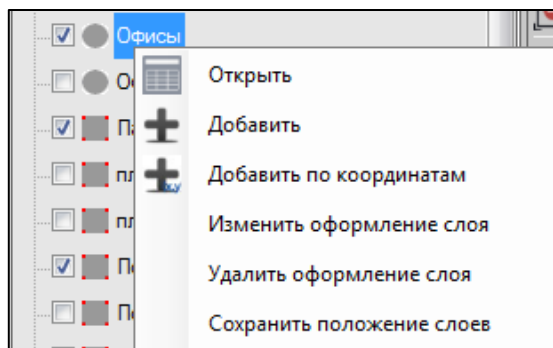 Офисы
Открыть
Добавить
Добавить по координатам
Изменить оформление слоя
Удалить оформление слоя
Сохранить положение слоев